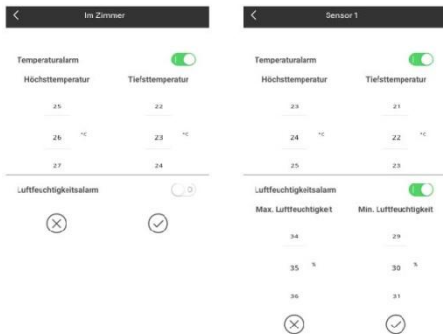 Im Zimmer
Temperaturalarm
Höchsttemperatur Tiefsttemperatur
25 22
26 °C 23 °C
27 24
Luftfeuchtigkeitsalarm
Sensor 1
Temperaturalarm
Höchsttemperatur Tiefsttemperatur
23 21
24 °C 22 °C
25 23
Luftfeuchtigkeitsalarm
Max. Luftfeuchtigkeit Min. Luftfeuchtigkeit
34 29
35 % 30 %
36 31